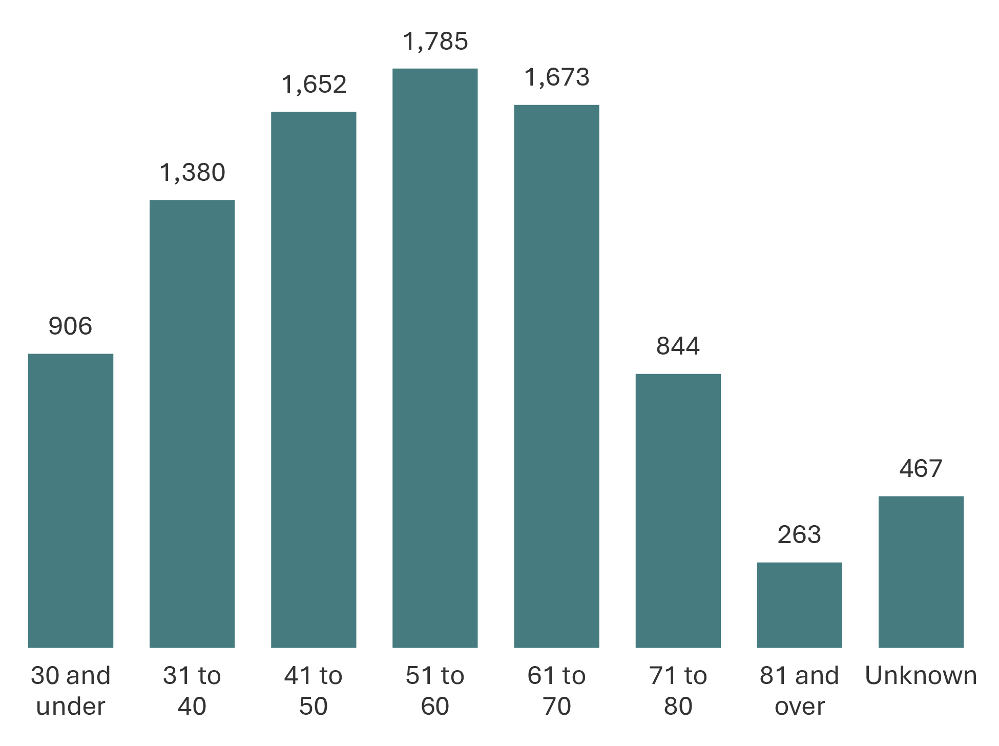 1,785
1,673
1,652
1,380
906
844
467
263
30 and
under
31 to
40
41 to
50
51 to
60
61 to
70
71 to
80
81 and
over
Unknown